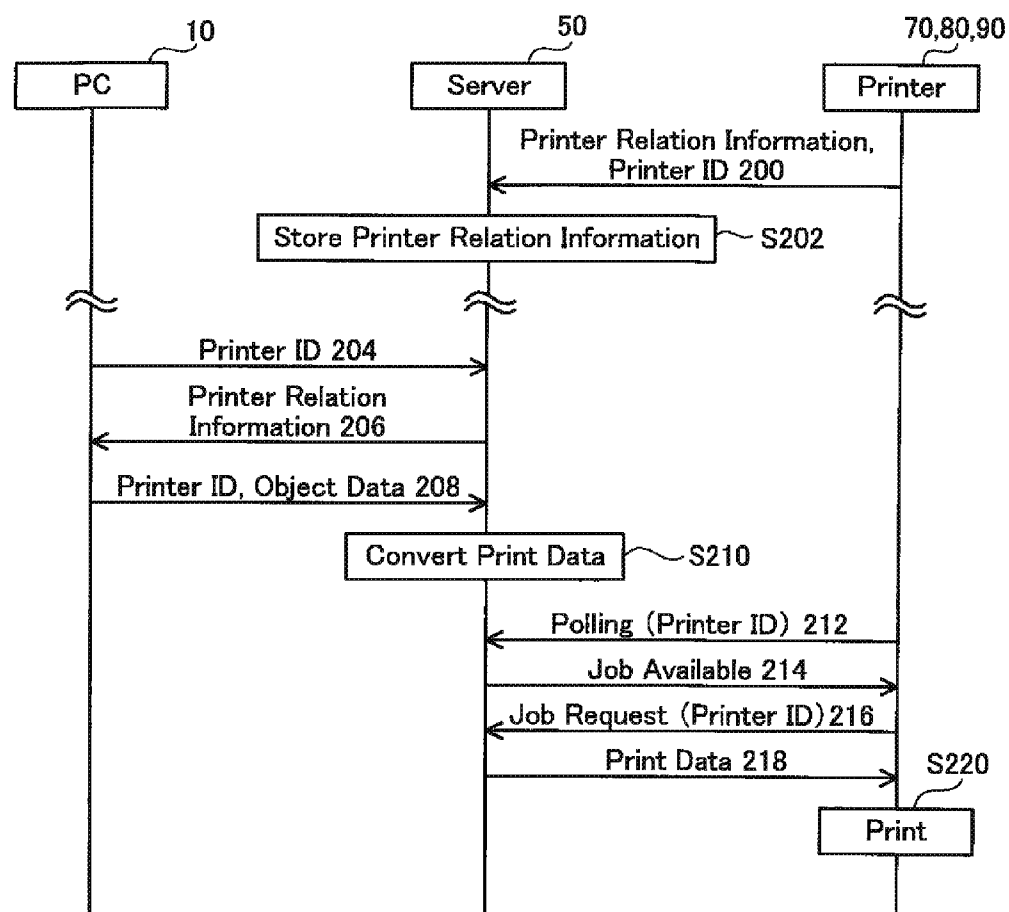 10
50
70,80,90
PC
Server
Printer
Printer Relation Information,
Printer ID 200
Store Printer Relation Information
S202
Printer ID 204
Printer Relation
Information 206
Printer ID, Object Data 208
Convert Print Data
S210
Polling (Printer ID) 212
Job Available 214
Job Request (Printer ID)216
Print Data 218
S220
Print